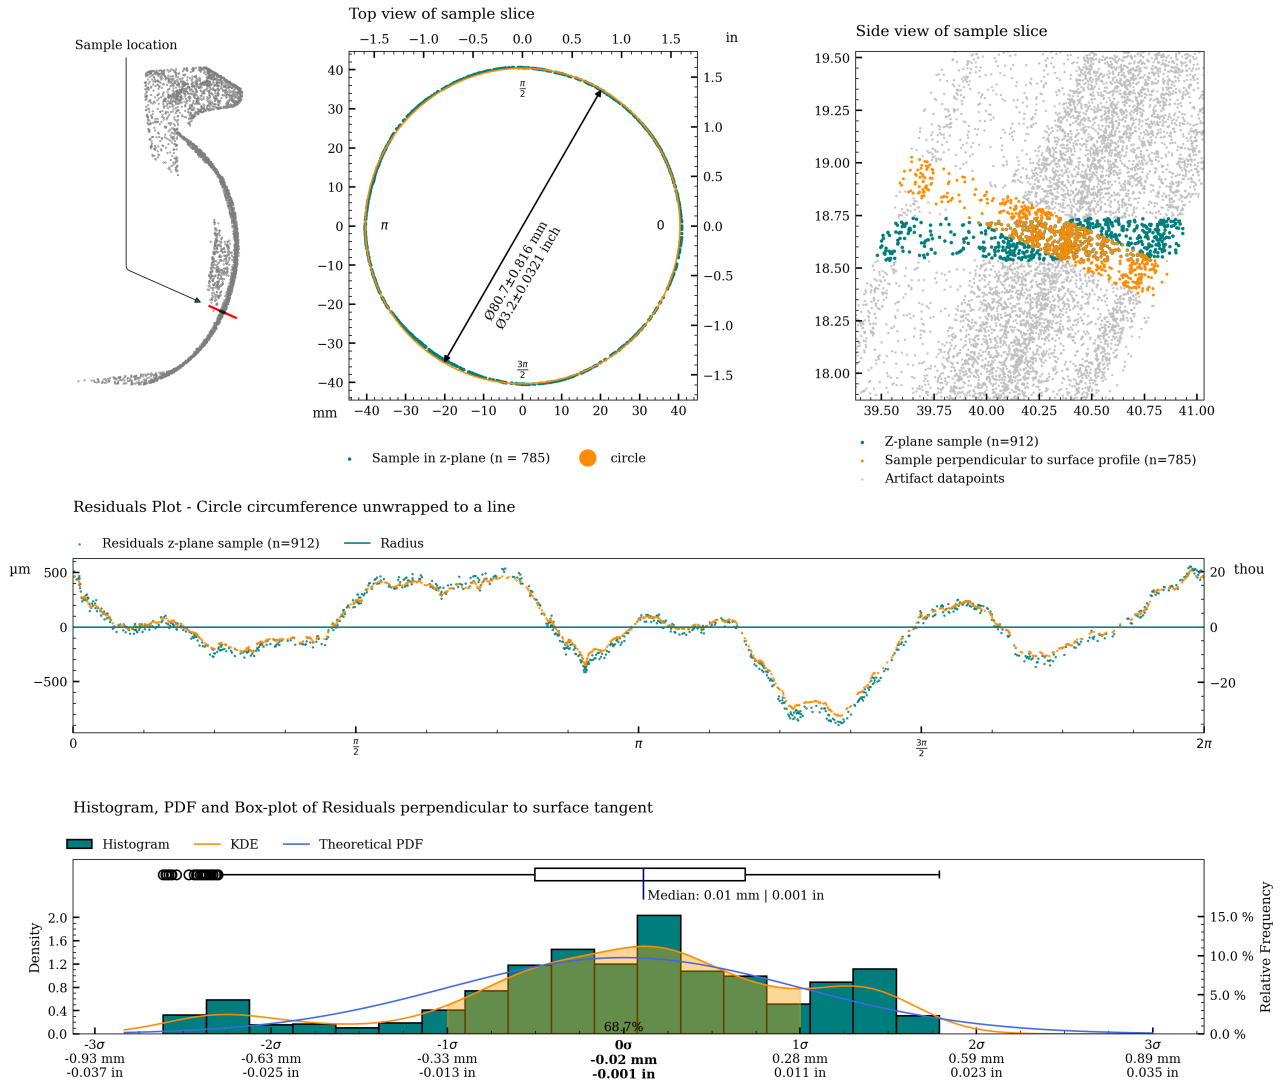 Sample location
Top view of sample slice
−1.5 −1.0 −0.5 0.0 0.5 1.0 1.5 in
40
30
20
10
0
−10
−20
−30
−40
1.5
1.0
0.5
0.0
−0.5
−1.0
−1.5
π/2
π
0
3π/2
Ø80.7±0.816 mm
Ø3.2±0.0321 inch
mm −40 −30 −20 −10 0 10 20 30 40
Sample in z-plane (n = 785) circle
Side view of sample slice
19.50
19.25
19.00
18.75
18.50
18.25
18.00
39.50 39.75 40.00 40.25 40.50 40.75 41.00
Z-plane sample (n=912)
Sample perpendicular to surface profile (n=785)
Artifact datapoints
Residuals Plot - Circle circumference unwrapped to a line
Residuals z-plane sample (n=912) Radius
µm 500
0
−500
20 thou
0
−20
0 π/2 π 3π/2 2π
Histogram, PDF and Box-plot of Residuals perpendicular to surface tangent
Histogram KDE Theoretical PDF
Median: 0.01 mm | 0.001 in
Density
2.0
1.6
1.2
0.8
0.4
0.0
Relative Frequency
15.0 %
10.0 %
5.0 %
0.0 %
68.7%
-3σ -2σ -1σ 0σ 1σ 2σ 3σ
-0.93 mm -0.63 mm -0.33 mm -0.02 mm 0.28 mm 0.59 mm 0.89 mm
-0.037 in -0.025 in -0.013 in -0.001 in 0.011 in 0.023 in 0.035 in